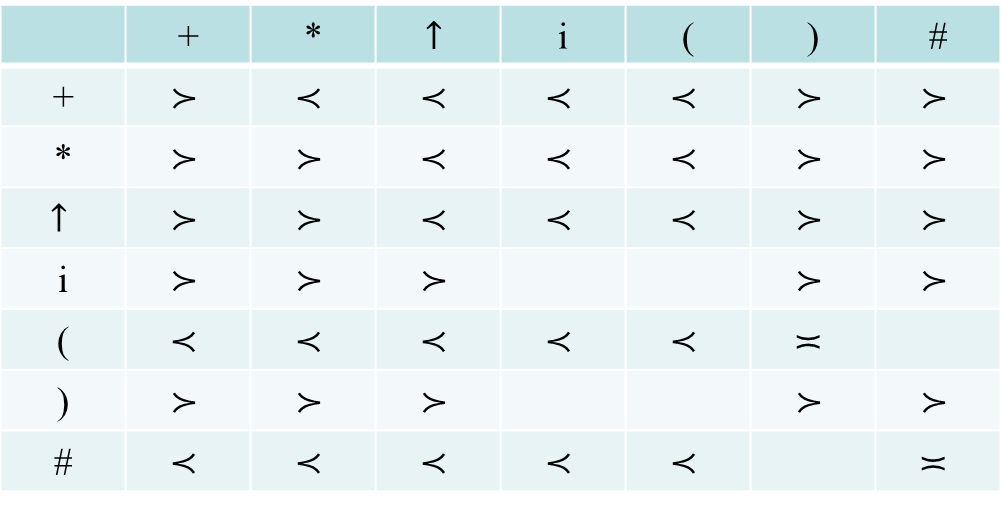 + * ↑ i ( ) #
+ ≻ ≺ ≺ ≺ ≺ ≻ ≻
* ≻ ≻ ≺ ≺ ≺ ≻ ≻
↑ ≻ ≻ ≺ ≺ ≺ ≻ ≻
i ≻ ≻ ≻ ≻ ≻
( ≺ ≺ ≺ ≺ ≺ ≍
) ≻ ≻ ≻ ≻ ≻
# ≺ ≺ ≺ ≺ ≺ ≍